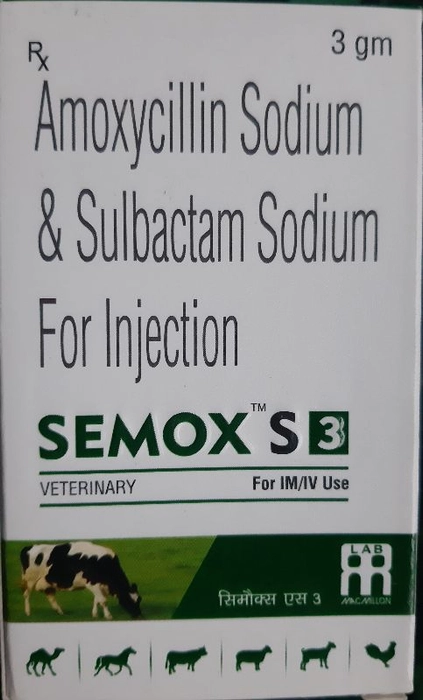 Rx 3 gm
Amoxycillin Sodium
& Sulbactam Sodium
For Injection
SEMOX™ S 3
VETERINARY For IM/IV Use
LAB
सिमौक्स एस 3
MACMILLON